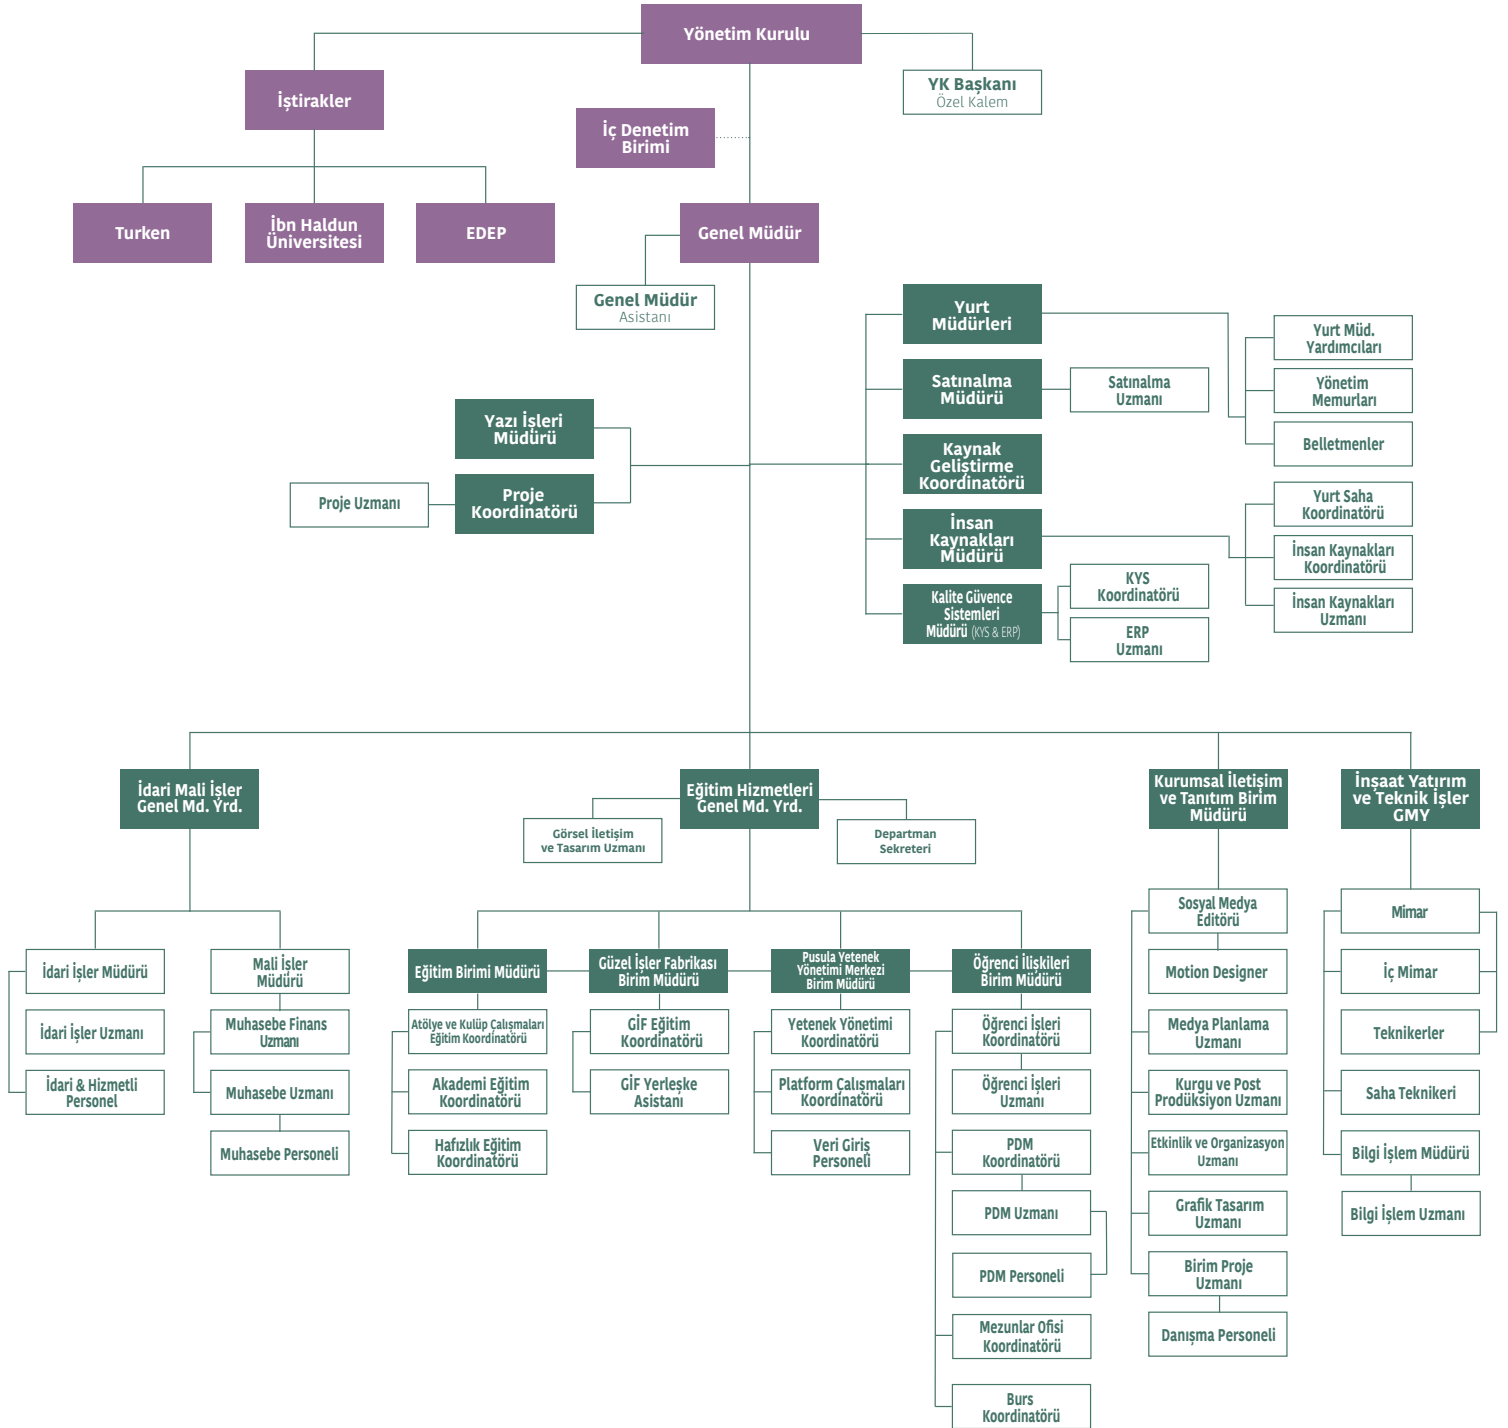 Yönetim Kurulu
YK Başkanı
Özel Kalem
İştirakler
İç Denetim
Birimi
Turken
İbn Haldun
Üniversitesi
EDEP
Genel Müdür
Genel Müdür
Asistanı
Yurt
Müdürleri
Yurt Müd.
Yardımcıları
Satınalma
Müdürü
Satınalma
Uzmanı
Yönetim
Memurları
Yazı İşleri
Müdürü
Belletmenler
Kaynak
Geliştirme
Koordinatörü
Proje Uzmanı
Proje
Koordinatörü
Yurt Saha
Koordinatörü
İnsan
Kaynakları
Müdürü
İnsan Kaynakları
Koordinatörü
Kalite Güvence
Sistemleri
Müdürü (KYS & ERP)
KYS
Koordinatörü
İnsan Kaynakları
Uzmanı
ERP
Uzmanı
İdari Mali İşler
Genel Md. Yrd.
Eğitim Hizmetleri
Genel Md. Yrd.
Kurumsal İletişim
ve Tanıtım Birim
Müdürü
İnşaat Yatırım
ve Teknik İşler
GMY
Görsel İletişim
ve Tasarım Uzmanı
Departman
Sekreteri
İdari İşler Müdürü
İdari İşler Uzmanı
İdari & Hizmetli
Personel
Mali İşler
Müdürü
Muhasebe Finans
Uzmanı
Muhasebe Uzmanı
Muhasebe Personeli
Eğitim Birimi Müdürü
Atölye ve Kulüp Çalışmaları
Eğitim Koordinatörü
Akademi Eğitim
Koordinatörü
Hafızlık Eğitim
Koordinatörü
Güzel İşler Fabrikası
Birim Müdürü
GİF Eğitim
Koordinatörü
GİF Yerleşke
Asistanı
Pusula Yetenek
Yönetimi Merkezi
Birim Müdürü
Yetenek Yönetimi
Koordinatörü
Platform Çalışmaları
Koordinatörü
Veri Giriş
Personeli
Öğrenci İlişkileri
Birim Müdürü
Öğrenci İşleri
Koordinatörü
Öğrenci İşleri
Uzmanı
PDM
Koordinatörü
PDM Uzmanı
PDM Personeli
Mezunlar Ofisi
Koordinatörü
Burs
Koordinatörü
Sosyal Medya
Editörü
Motion Designer
Medya Planlama
Uzmanı
Kurgu ve Post
Prodüksiyon Uzmanı
Etkinlik ve Organizasyon
Uzmanı
Grafik Tasarım
Uzmanı
Birim Proje
Uzmanı
Danışma Personeli
Mimar
İç Mimar
Teknikerler
Saha Teknikeri
Bilgi İşlem Müdürü
Bilgi İşlem Uzmanı